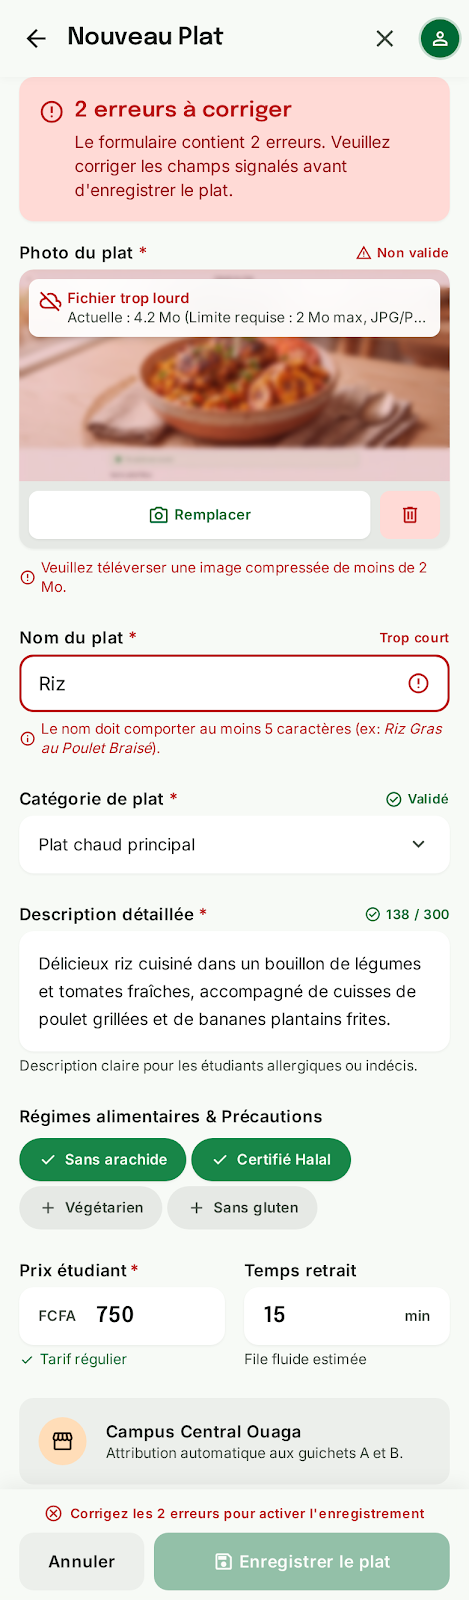 Nouveau Plat
2 erreurs à corriger
Le formulaire contient 2 erreurs. Veuillez
corriger les champs signalés avant
d'enregistrer le plat.
Photo du plat *
Non valide
Fichier trop lourd
Actuelle : 4.2 Mo (Limite requise : 2 Mo max, JPG/P...
Remplacer
Veuillez téléverser une image compressée de moins de 2
Mo.
Nom du plat *
Trop court
Riz
Le nom doit comporter au moins 5 caractères (ex: Riz Gras
au Poulet Braisé).
Catégorie de plat *
Validé
Plat chaud principal
Description détaillée *
138 / 300
Délicieux riz cuisiné dans un bouillon de légumes
et tomates fraîches, accompagné de cuisses de
poulet grillées et de bananes plantains frites.
Description claire pour les étudiants allergiques ou indécis.
Régimes alimentaires & Précautions
Sans arachide
Certifié Halal
Végétarien
Sans gluten
Prix étudiant *
Temps retrait
FCFA 750
15 min
Tarif régulier
File fluide estimée
Campus Central Ouaga
Attribution automatique aux guichets A et B.
Corrigez les 2 erreurs pour activer l'enregistrement
Annuler
Enregistrer le plat